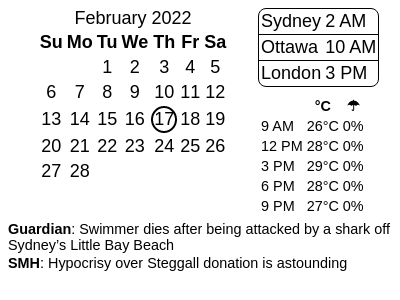 February 2022
Su Mo Tu We Th Fr Sa
1 2 3 4 5
6 7 8 9 10 11 12
13 14 15 16 17 18 19
20 21 22 23 24 25 26
27 28
Sydney 2 AM
Ottawa 10 AM
London 3 PM
°C ☂
9 AM 26°C 0%
12 PM 28°C 0%
3 PM 29°C 0%
6 PM 28°C 0%
9 PM 27°C 0%
Guardian: Swimmer dies after being attacked by a shark off
Sydney’s Little Bay Beach
SMH: Hypocrisy over Steggall donation is astounding